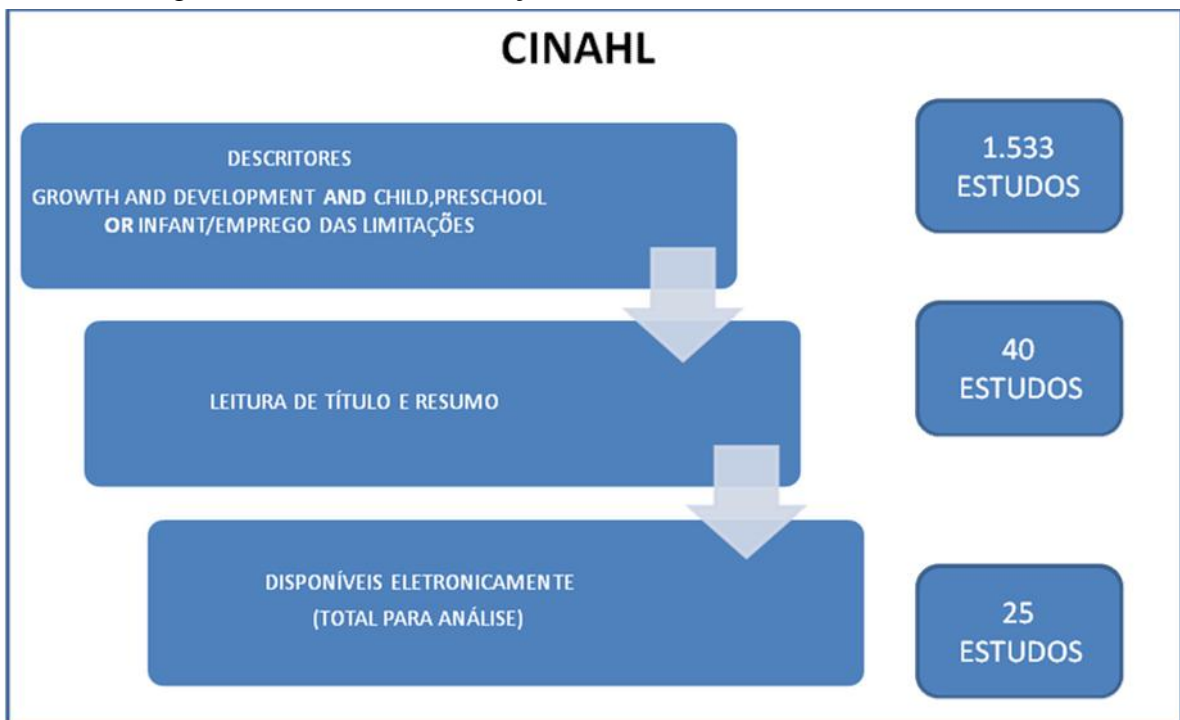 CINAHL
DESCRITORES
GROWTH AND DEVELOPMENT AND CHILD,PRESCHOOL
OR INFANT/EMPREGO DAS LIMITAÇÕES
1.533
ESTUDOS
LEITURA DE TÍTULO E RESUMO
40
ESTUDOS
DISPONÍVEIS ELETRONICAMENTE
(TOTAL PARA ANÁLISE)
25
ESTUDOS